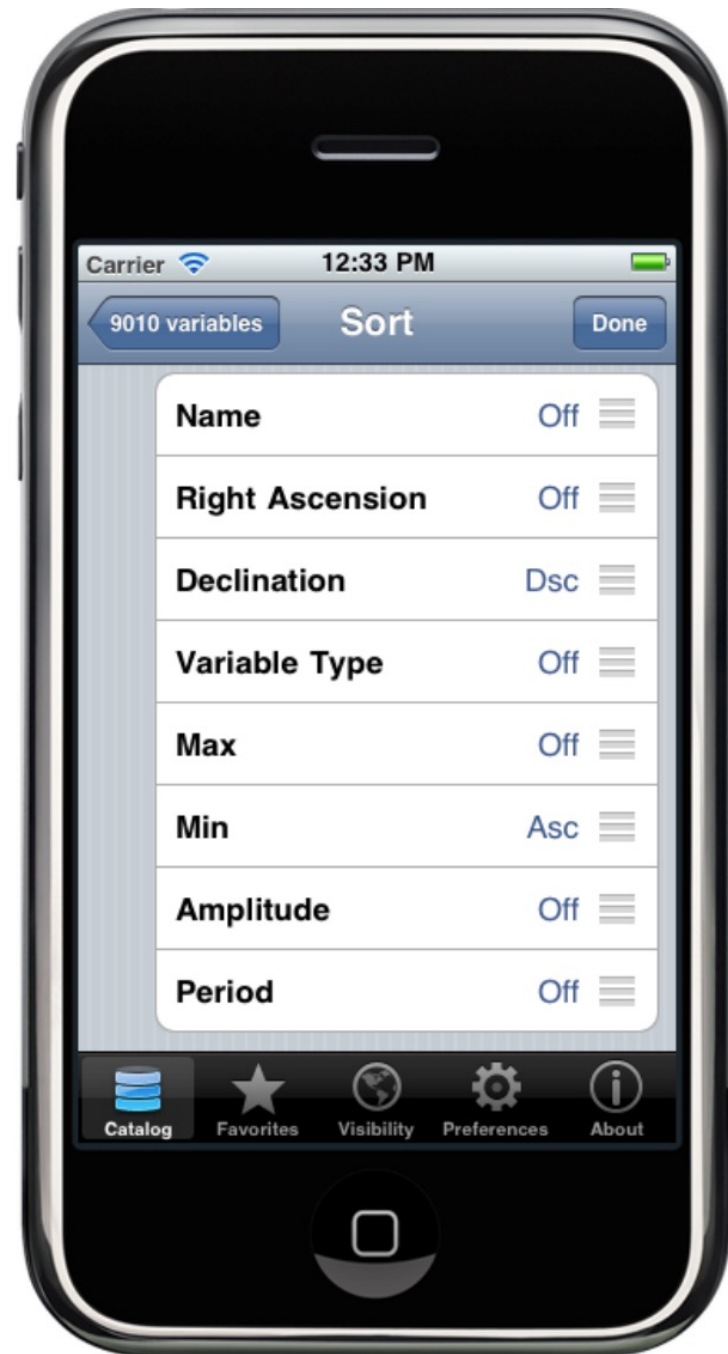 Carrier 12:33 PM
9010 variables Sort Done
Name Off
Right Ascension Off
Declination Dsc
Variable Type Off
Max Off
Min Asc
Amplitude Off
Period Off
Catalog Favorites Visibility Preferences About